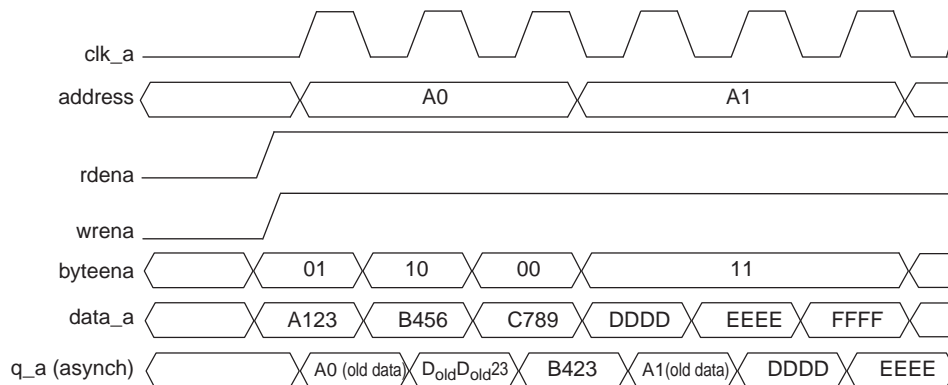 clk_a
address A0 A1
rdena
wrena
byteena 01 10 00 11
data_a A123 B456 C789 DDDD EEEE FFFF
q_a (asynch) A0 (old data) DoldDold23 B423 A1(old data) DDDD EEEE